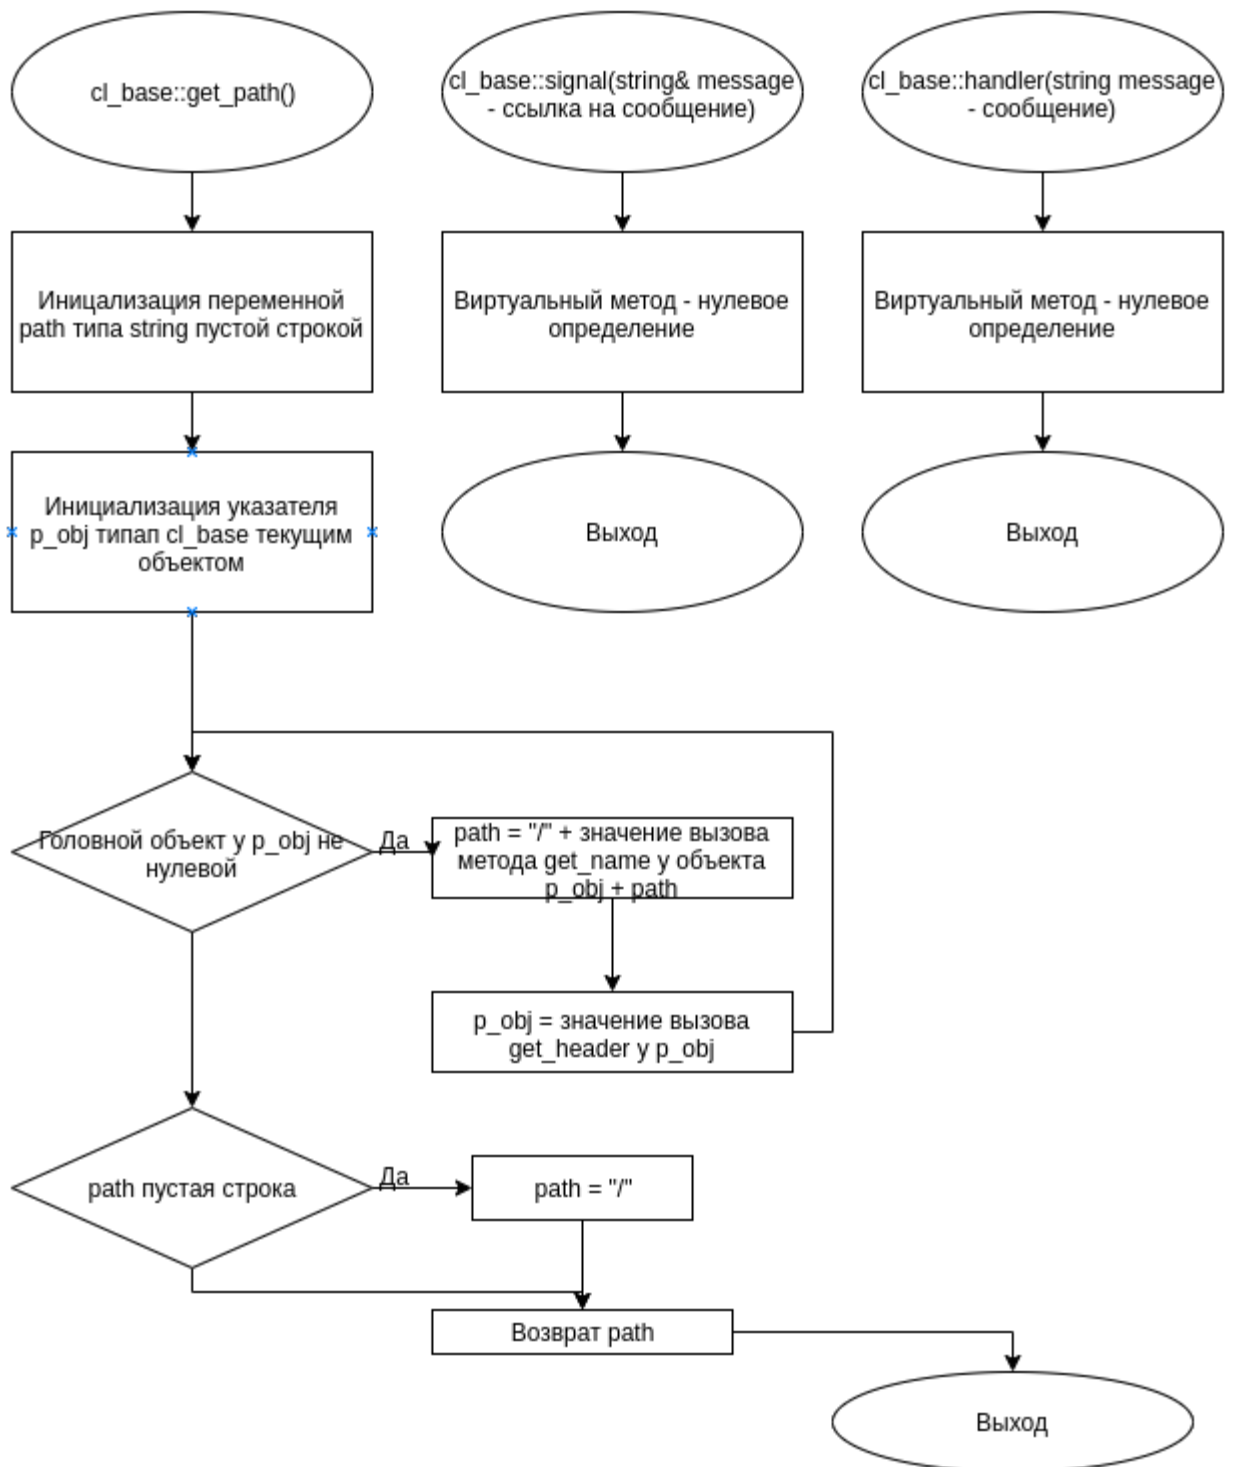 cl_base::get_path()
cl_base::signal(string& message
- ссылка на сообщение)
cl_base::handler(string message
- сообщение)
Иницализация переменной
path типа string пустой строкой
Виртуальный метод - нулевое
определение
Виртуальный метод - нулевое
определение
Инициализация указателя
p_obj типап cl_base текущим
объектом
Выход
Выход
Головной объект у p_obj не
нулевой
Да
path = "/" + значение вызова
метода get_name у объекта
p_obj + path
p_obj = значение вызова
get_header у p_obj
path пустая строка
Да
path = "/"
Возврат path
Выход